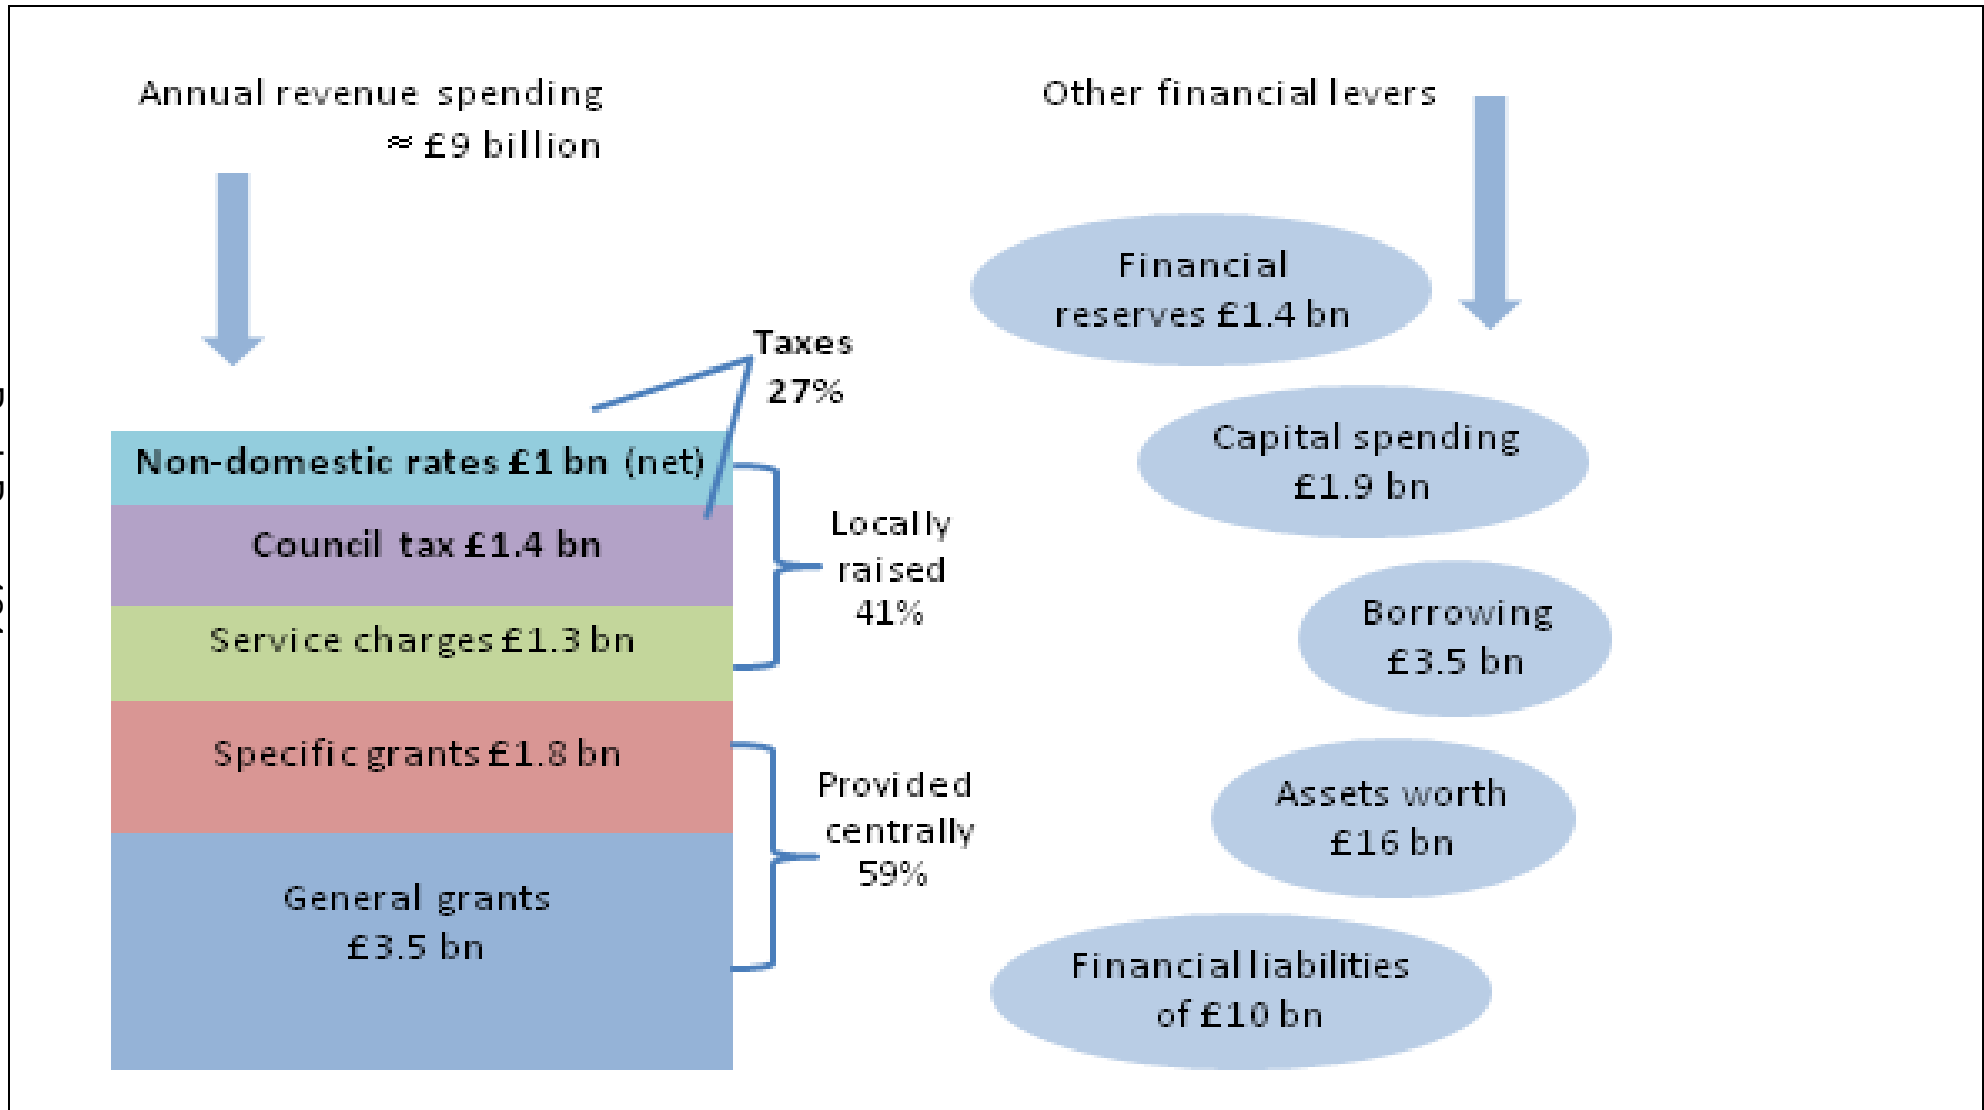 Annual revenue spending
≈ £9 billion
Other financial levers
Taxes
27%
Non-domestic rates £1 bn (net)
Council tax £1.4 bn
Service charges £1.3 bn
Specific grants £1.8 bn
General grants
£3.5 bn
Locally
raised
41%
Provided
centrally
59%
Financial
reserves £1.4 bn
Capital spending
£1.9 bn
Borrowing
£3.5 bn
Assets worth
£16 bn
Financial liabilities
of £10 bn